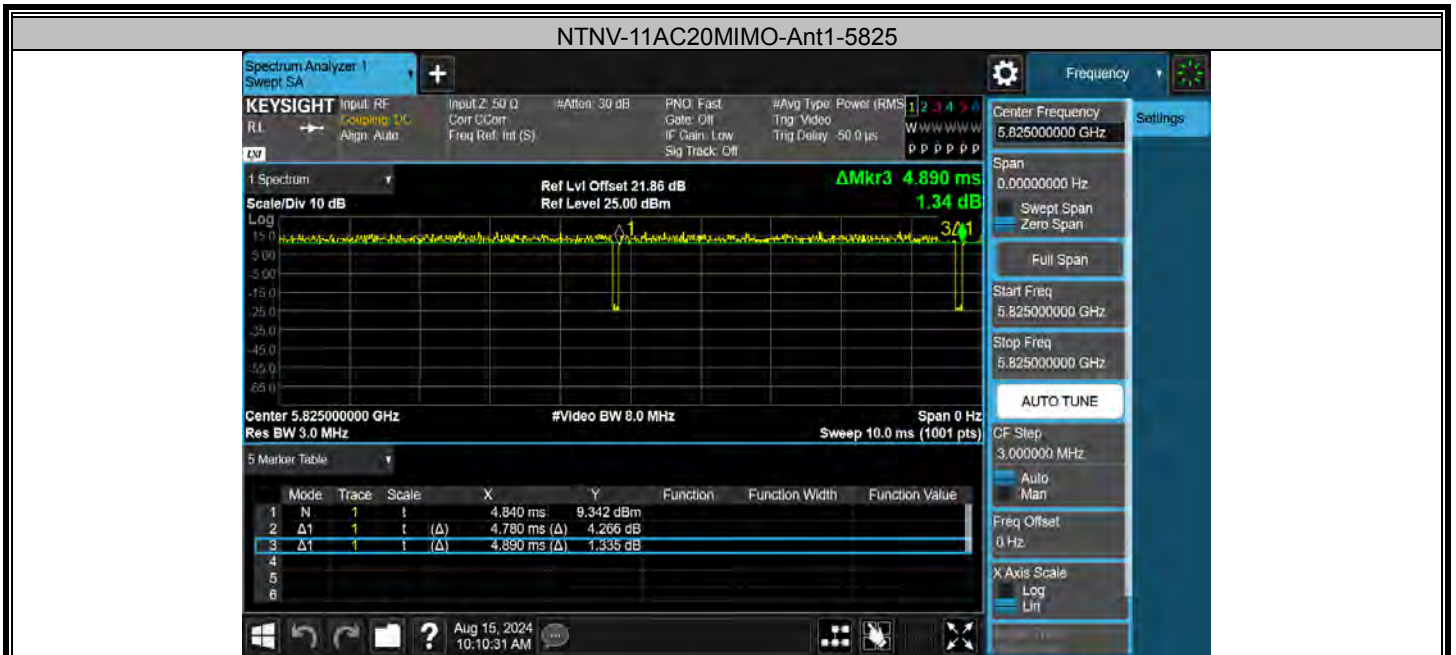 NTNV-11AC20MIMO-Ant1-5825
Spectrum Analyzer 1
Swept SA
+
Frequency
KEYSIGHT
RL
LXI
Input: RF
Coupling: DC
Align: Auto
Input Z: 50 Ω
Corr CCorr
Freq Ref: Int (S)
#Atten: 30 dB
PNO: Fast
Gate: Off
IF Gain: Low
Sig Track: Off
#Avg Type: Power (RMS
Trig: Video
Trig Delay: -50.0 µs
1 2 3 4 5 6
W W W W W W
P P P P P P
1 Spectrum
Scale/Div 10 dB
Ref Lvl Offset 21.86 dB
Ref Level 25.00 dBm
ΔMkr3 4.890 ms
1.34 dB
Log
15.0
5.00
-5.00
-15.0
-25.0
-35.0
-45.0
-55.0
-65.0
1
3Δ1
Center 5.825000000 GHz
#Video BW 8.0 MHz
Span 0 Hz
Res BW 3.0 MHz
Sweep 10.0 ms (1001 pts)
5 Marker Table
Mode Trace Scale X Y Function Function Width Function Value
1 N 1 t 4.840 ms 9.342 dBm
2 Δ1 1 t (Δ) 4.780 ms (Δ) 4.266 dB
3 Δ1 1 t (Δ) 4.890 ms (Δ) 1.335 dB
4
5
6
Aug 15, 2024
10:10:31 AM
?
Center Frequency
5.825000000 GHz
Settings
Span
0.00000000 Hz
Swept Span
Zero Span
Full Span
Start Freq
5.825000000 GHz
Stop Freq
5.825000000 GHz
AUTO TUNE
CF Step
3.000000 MHz
Auto
Man
Freq Offset
0 Hz
X Axis Scale
Log
Lin